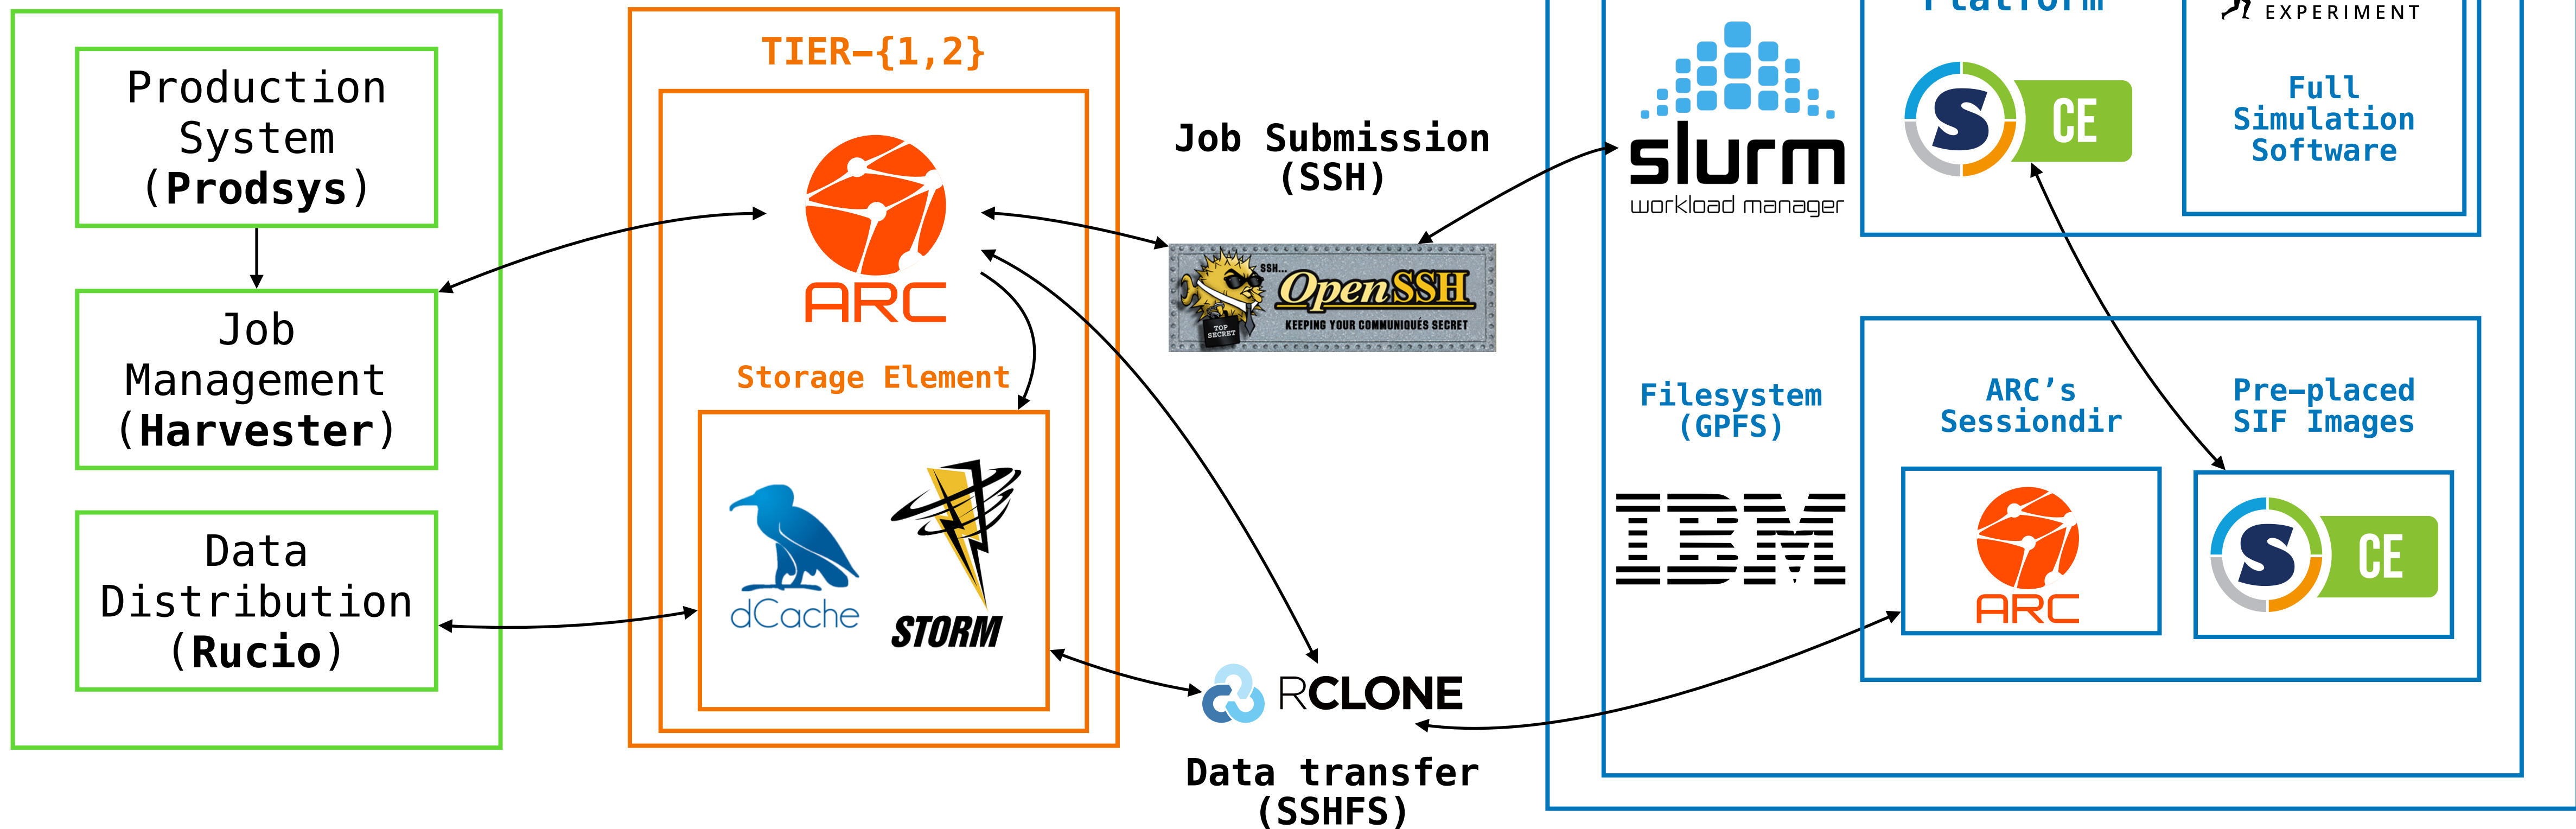 Production
System
(Prodsys)
Job
Management
(Harvester)
Data
Distribution
(Rucio)
TIER-{1,2}
ARC
Storage Element
dCache
STORM
Job Submission
(SSH)
SSH...
OpenSSH
KEEPING YOUR COMMUNIQUÉS SECRET
TOP
SECRET
RCLONE
Data transfer
(SSHFS)
slurm
workload manager
Platform
S CE
EXPERIMENT
Full
Simulation
Software
Filesystem
(GPFS)
IBM
ARC’s
Sessiondir
ARC
Pre-placed
SIF Images
S CE